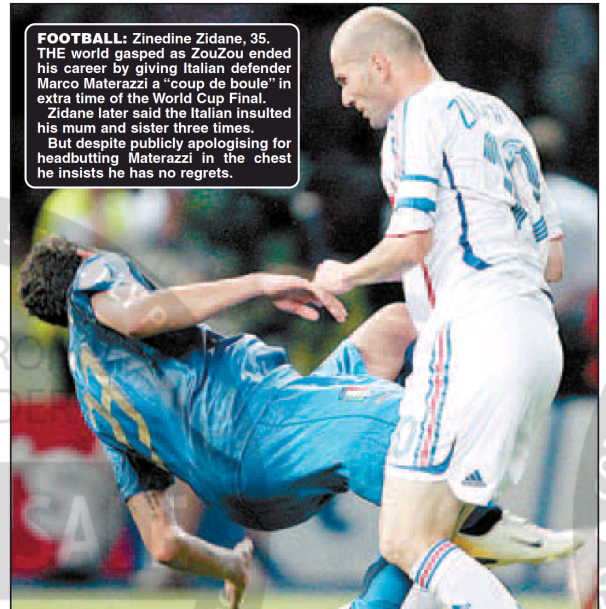 FOOTBALL: Zinedine Zidane, 35.
THE world gasped as ZouZou ended
his career by giving Italian defender
Marco Materazzi a “coup de boule” in
extra time of the World Cup Final.
Zidane later said the Italian insulted
his mum and sister three times.
But despite publicly apologising for
headbutting Materazzi in the chest
he insists he has no regrets.